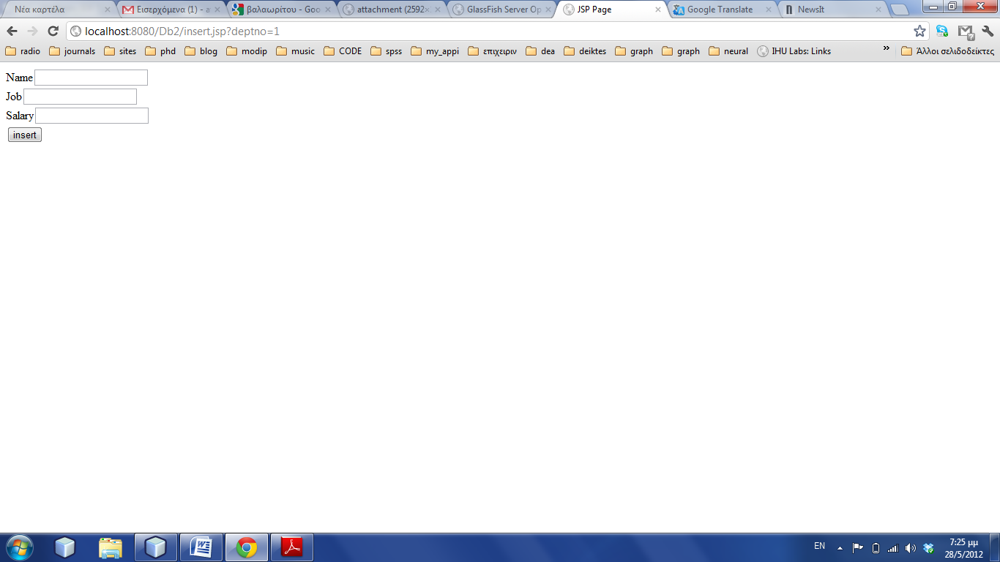 Νέα καρτέλα
Εισερχόμενα (1) - a
βαλαωρίτου - Goo
attachment (2592×
GlassFish Server Op
JSP Page
Google Translate
NewsIt
localhost:8080/Db2/insert.jsp?deptno=1
radio
journals
sites
phd
blog
modip
music
CODE
spss
my_appi
επιχειριν
dea
deiktes
graph
graph
neural
IHU Labs: Links
»
Άλλοι σελιδοδείκτες
Name
Job
Salary
insert
EN
7:25 μμ
28/5/2012